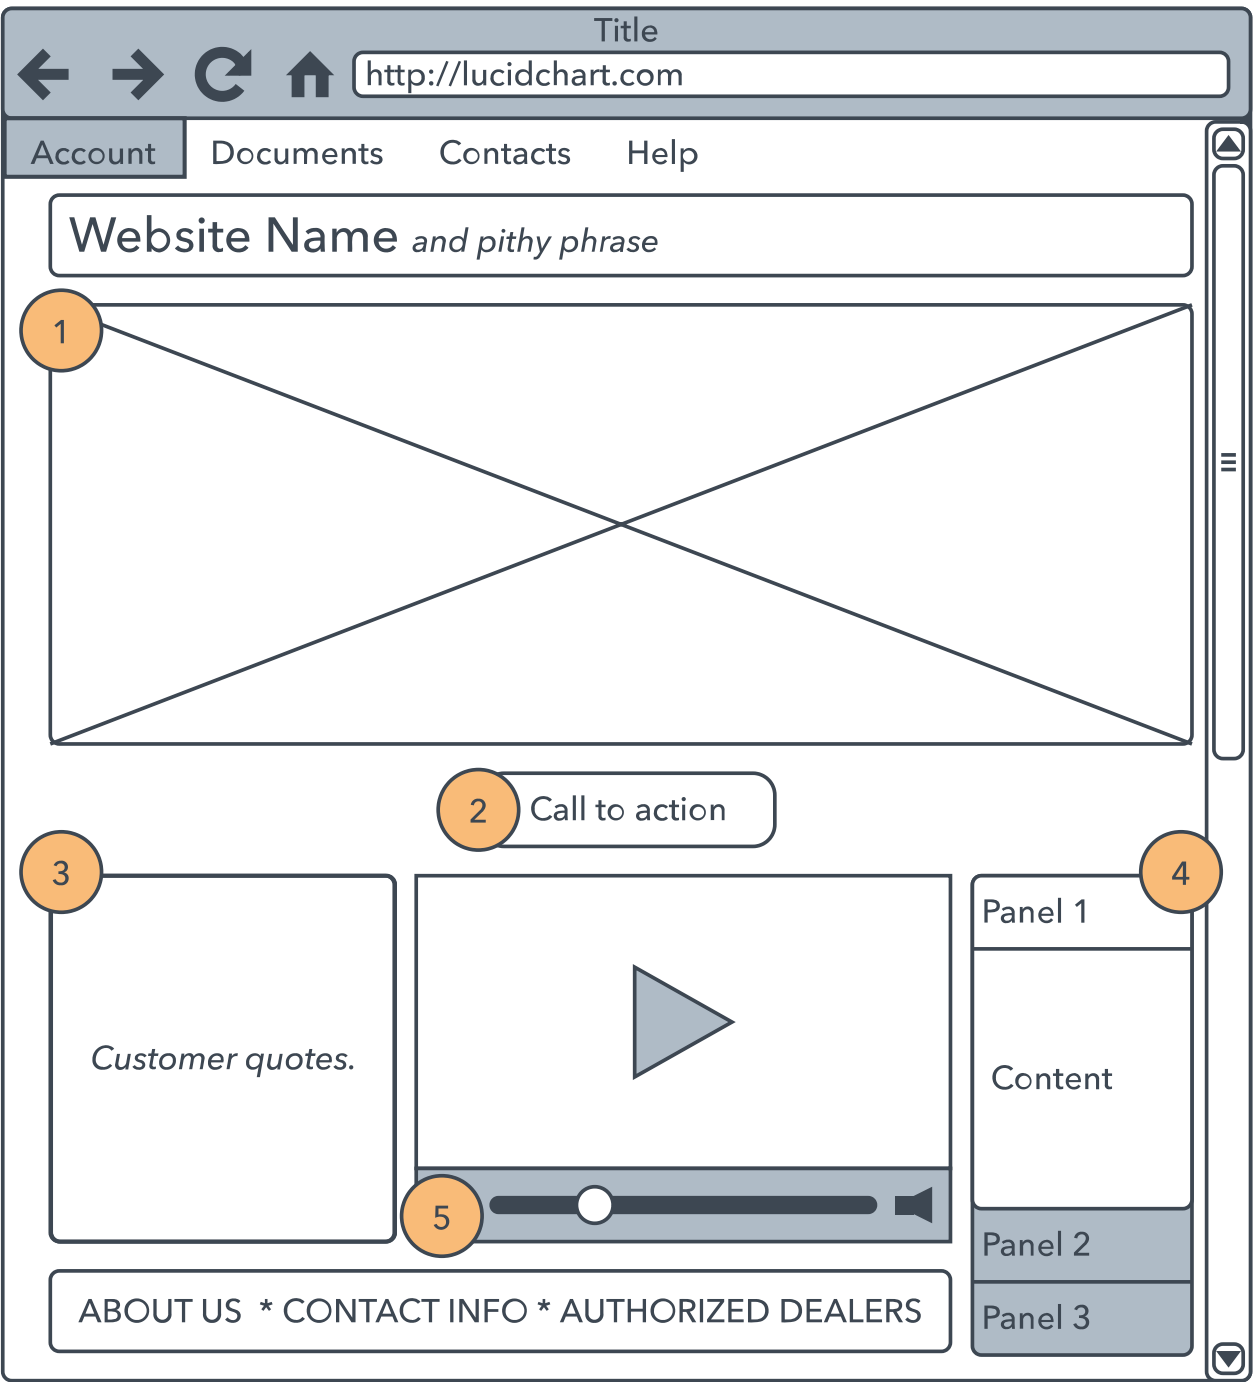 Title
http://lucidchart.com
Account Documents Contacts Help
Website Name and pithy phrase
1
2 Call to action
3
4
Panel 1
Customer quotes.
Content
5
Panel 2
ABOUT US * CONTACT INFO * AUTHORIZED DEALERS
Panel 3